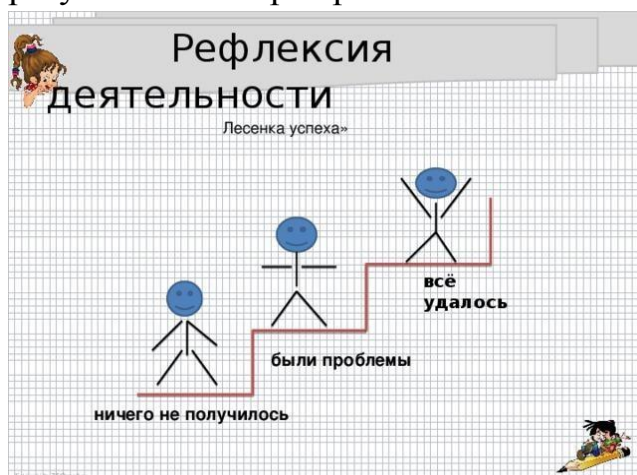 Рефлексия
деятельности
Лесенка успеха»
всё
удалось
были проблемы
ничего не получилось